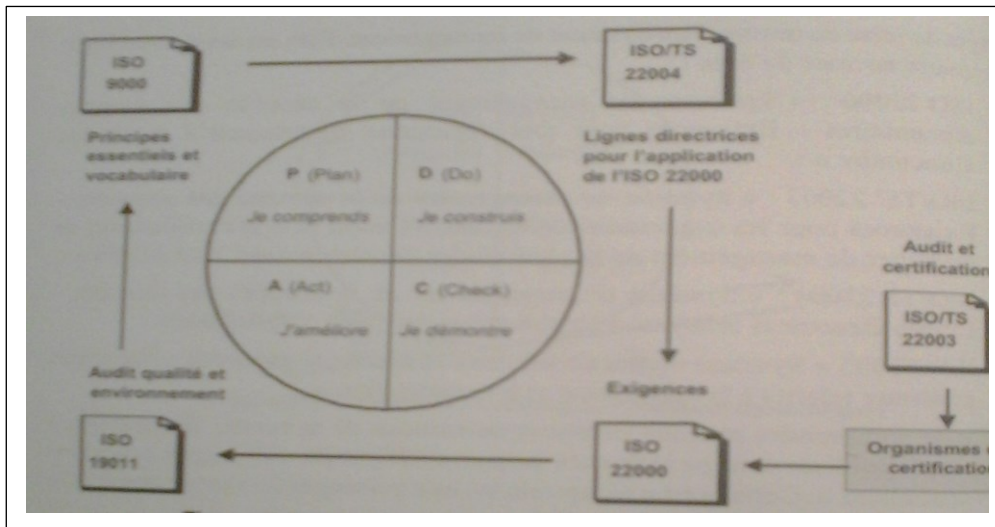 ISO
9000
ISO/TS
22004
Principes
essentiels et
vocabulaire
Lignes directrices
pour l'application
de l'ISO 22000
P (Plan)
D (Do)
Je comprends
Je construis
A (Act)
C (Check)
J'améliore
Je démontre
Audit et
certification
ISO/TS
22003
Audit qualité et
environnement
Exigences
ISO
19011
ISO
22000
Organismes
certification